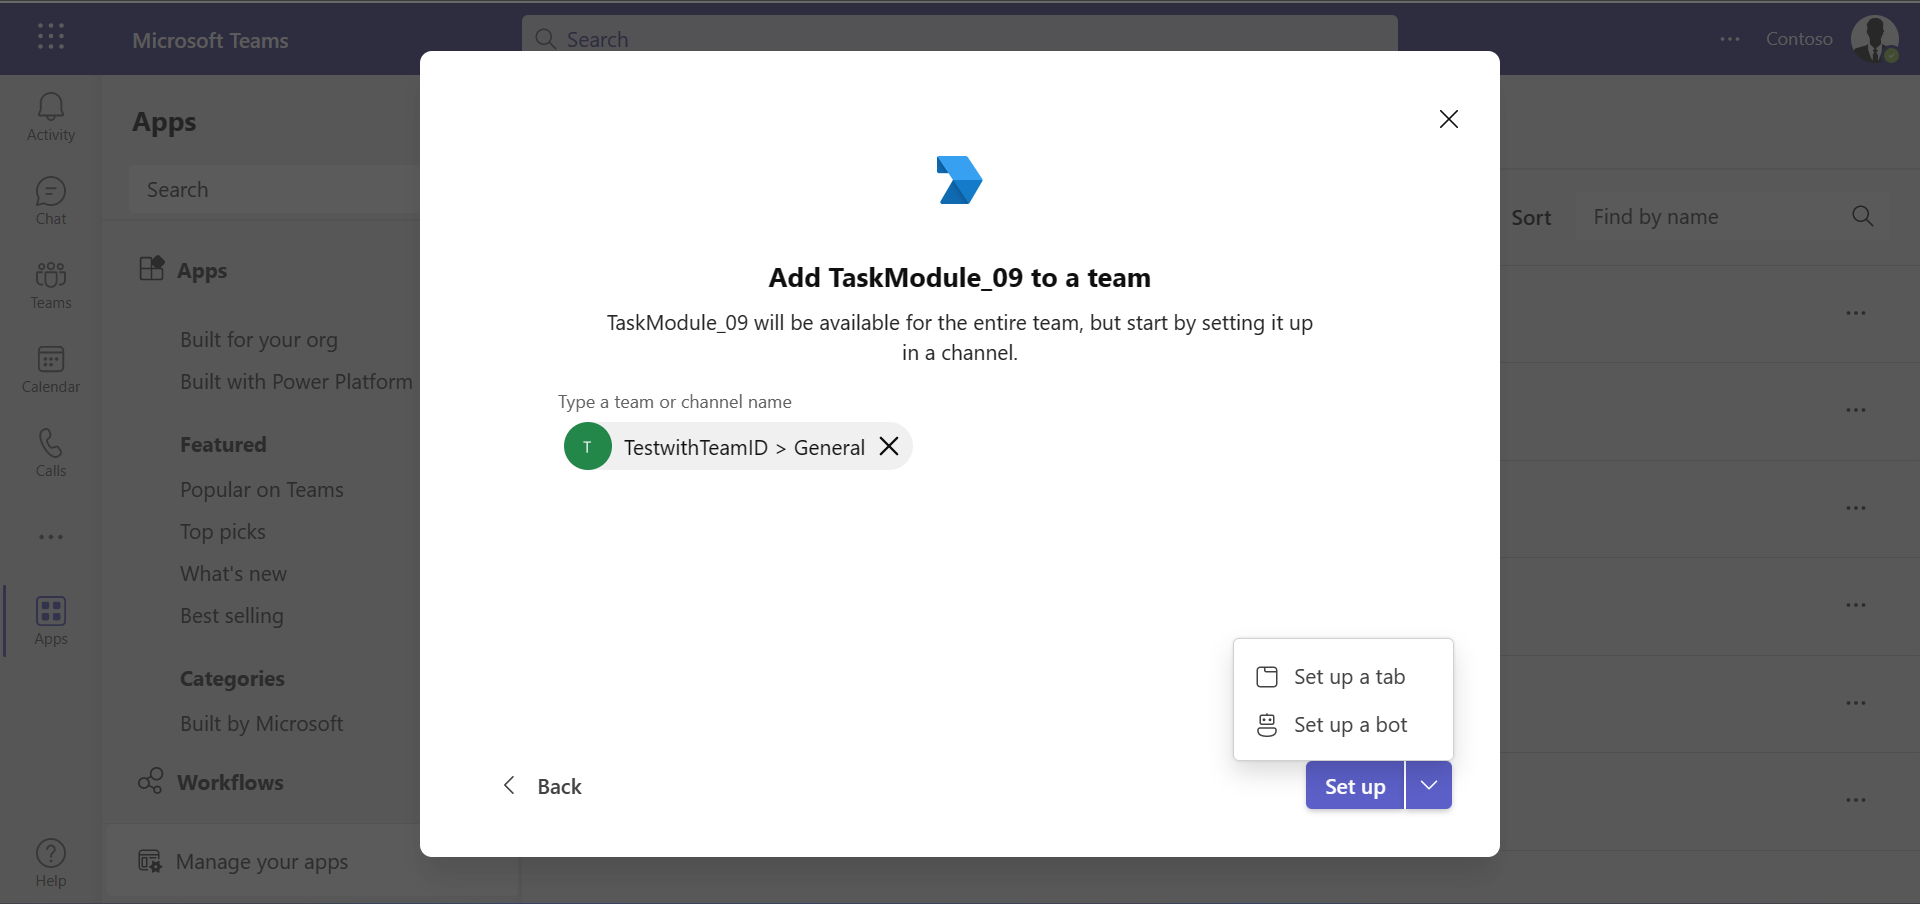 Microsoft Teams
Search
Contoso
Activity
Chat
Teams
Calendar
Calls
Apps
Help
Apps
Search
Apps
Built for your org
Built with Power Platform
Featured
Popular on Teams
Top picks
What's new
Best selling
Categories
Built by Microsoft
Workflows
Manage your apps
Sort
Find by name
Add TaskModule_09 to a team
TaskModule_09 will be available for the entire team, but start by setting it up
in a channel.
Type a team or channel name
T
TestwithTeamID > General
Set up a tab
Set up a bot
Back
Set up